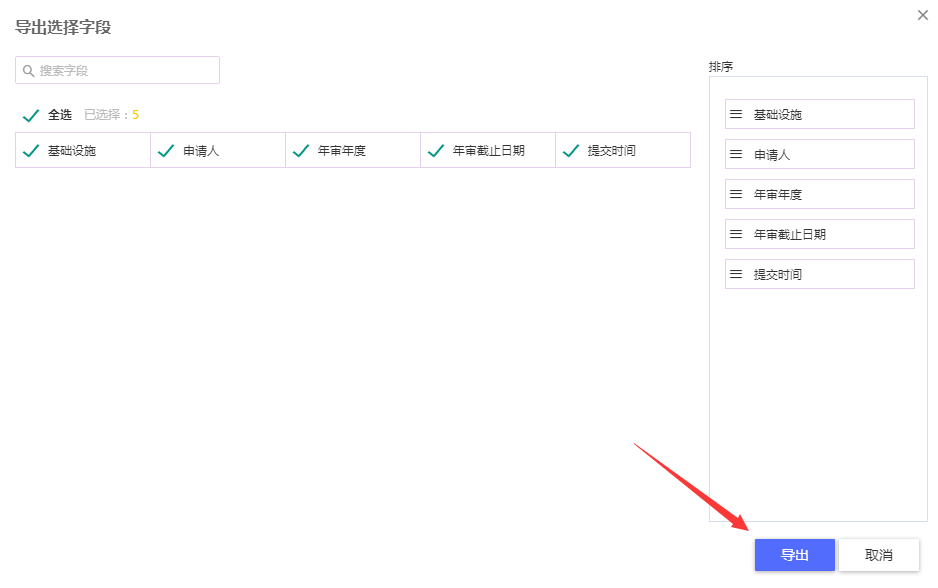 导出选择字段
搜索字段
全选 已选择：5
基础设施 申请人 年审年度 年审截止日期 提交时间
排序
基础设施
申请人
年审年度
年审截止日期
提交时间
导出 取消